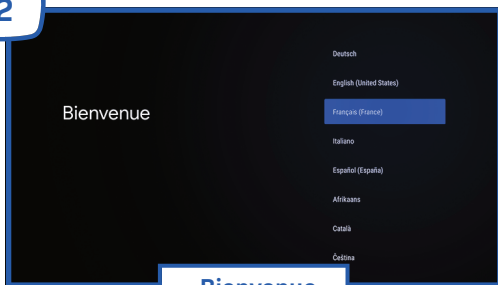 2
Bienvenue
Deutsch
English (United States)
Français (France)
Italiano
Español (España)
Afrikaans
Català
Čeština
Bienvenue